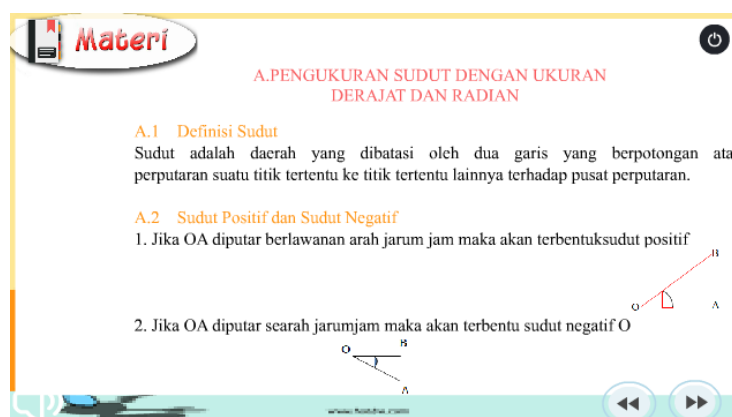 Materi
A.PENGUKURAN SUDUT DENGAN UKURAN
DERAJAT DAN RADIAN
A.1 Definisi Sudut
Sudut adalah daerah yang dibatasi oleh dua garis yang berpotongan ata
perputaran suatu titik tertentu ke titik tertentu lainnya terhadap pusat perputaran.
A.2 Sudut Positif dan Sudut Negatif
1. Jika OA diputar berlawanan arah jarum jam maka akan terbentuksudut positif
B
O A
2. Jika OA diputar searah jarumjam maka akan terbentu sudut negatif O
O B
A